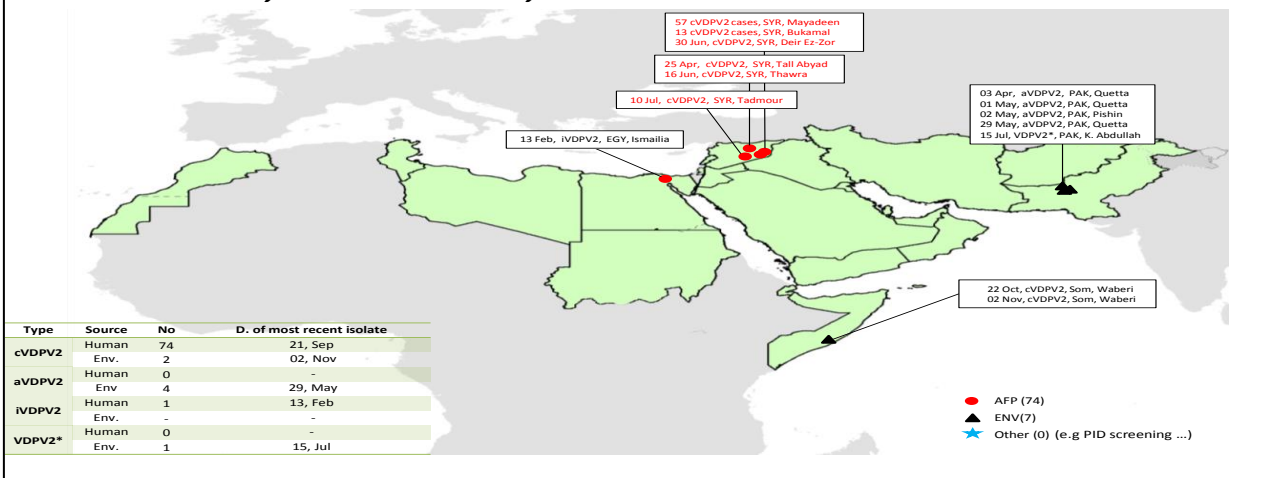 57 cVDPV2 cases, SYR, Mayadeen
13 cVDPV2 cases, SYR, Bukamal
30 Jun, cVDPV2, SYR, Deir Ez-Zor
25 Apr, cVDPV2, SYR, Tall Abyad
16 Jun, cVDPV2, SYR, Thawra
10 Jul, cVDPV2, SYR, Tadmour
13 Feb, iVDPV2, EGY, Ismailia
03 Apr, aVDPV2, PAK, Quetta
01 May, aVDPV2, PAK, Quetta
02 May, aVDPV2, PAK, Pishin
29 May, aVDPV2, PAK, Quetta
15 Jul, VDPV2*, PAK, K. Abdullah
22 Oct, cVDPV2, Som, Waberi
02 Nov, cVDPV2, Som, Waberi
Type Source No D. of most recent isolate
cVDPV2 Human 74 21, Sep
Env. 2 02, Nov
aVDPV2 Human 0 -
Env 4 29, May
iVDPV2 Human 1 13, Feb
Env. - -
VDPV2* Human 0 -
Env. 1 15, Jul
AFP (74)
ENV(7)
Other (0) (e.g PID screening ...)